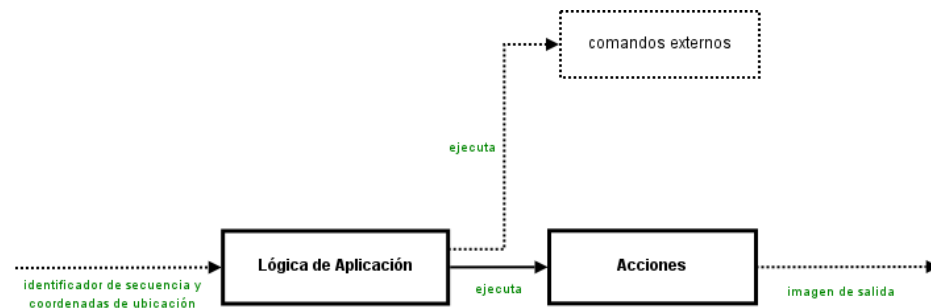 comandos externos
ejecuta
Lógica de Aplicación
Acciones
identificador de secuencia y
coordenadas de ubicación
ejecuta
imagen de salida